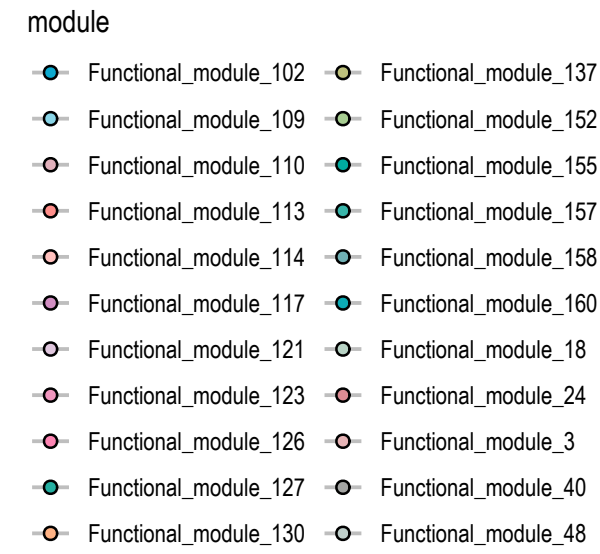 module
Functional_module_102
Functional_module_109
Functional_module_110
Functional_module_113
Functional_module_114
Functional_module_117
Functional_module_121
Functional_module_123
Functional_module_126
Functional_module_127
Functional_module_130
Functional_module_137
Functional_module_152
Functional_module_155
Functional_module_157
Functional_module_158
Functional_module_160
Functional_module_18
Functional_module_24
Functional_module_3
Functional_module_40
Functional_module_48